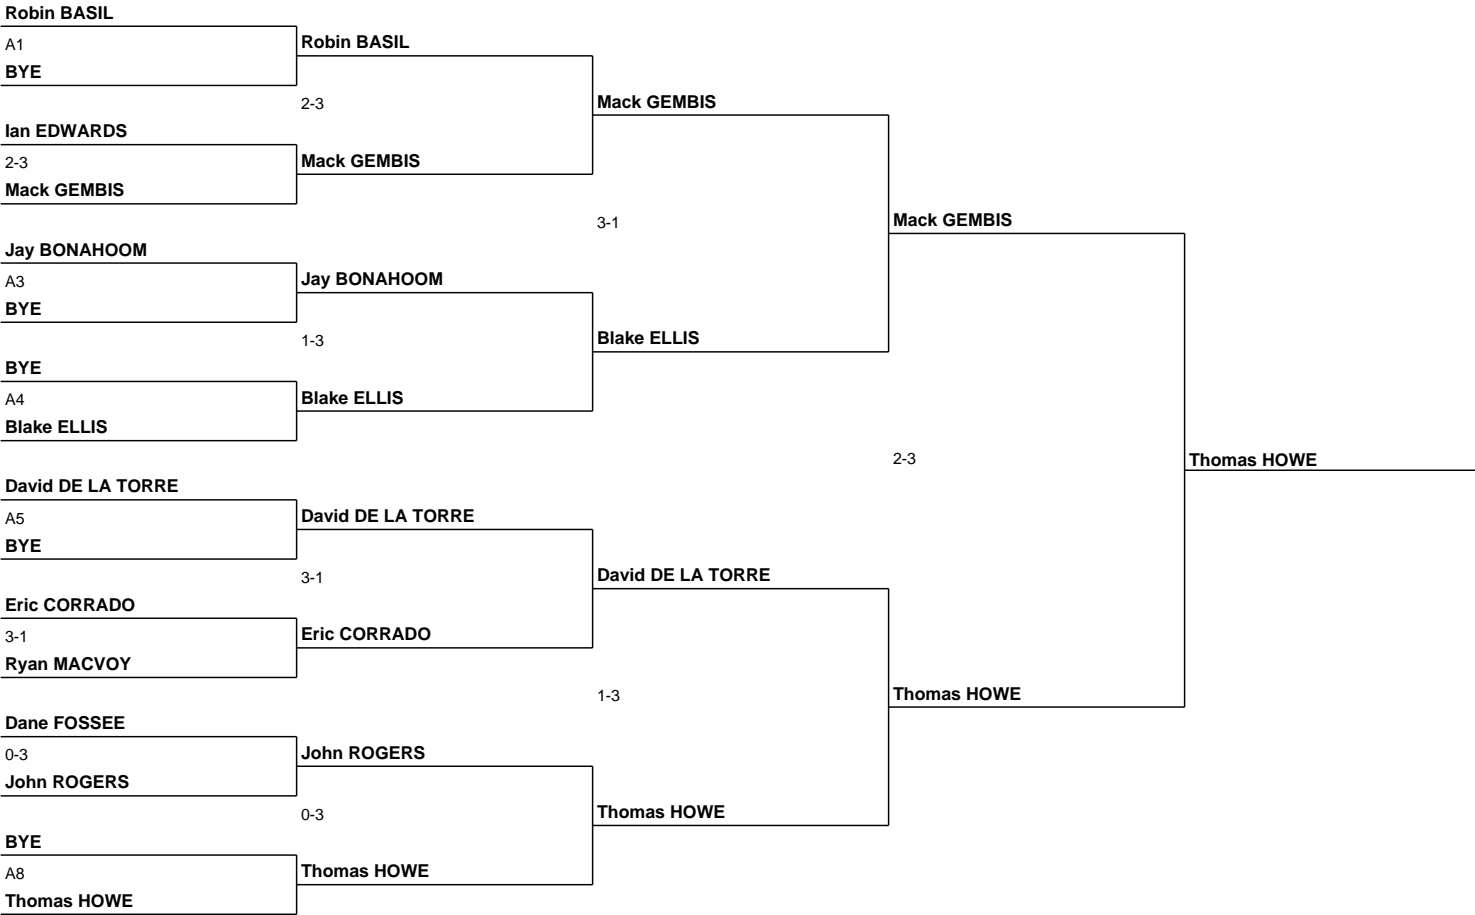 Robin BASIL
A1
BYE
Robin BASIL
2-3
Mack GEMBIS
Ian EDWARDS
2-3
Mack GEMBIS
Mack GEMBIS
3-1
Mack GEMBIS
Jay BONAHOOM
A3
BYE
Jay BONAHOOM
1-3
Blake ELLIS
BYE
A4
Blake ELLIS
Blake ELLIS
2-3
Thomas HOWE
David DE LA TORRE
A5
BYE
David DE LA TORRE
3-1
David DE LA TORRE
Eric CORRADO
3-1
Ryan MACVOY
Eric CORRADO
1-3
Thomas HOWE
Dane FOSSEE
0-3
John ROGERS
John ROGERS
0-3
Thomas HOWE
BYE
A8
Thomas HOWE
Thomas HOWE